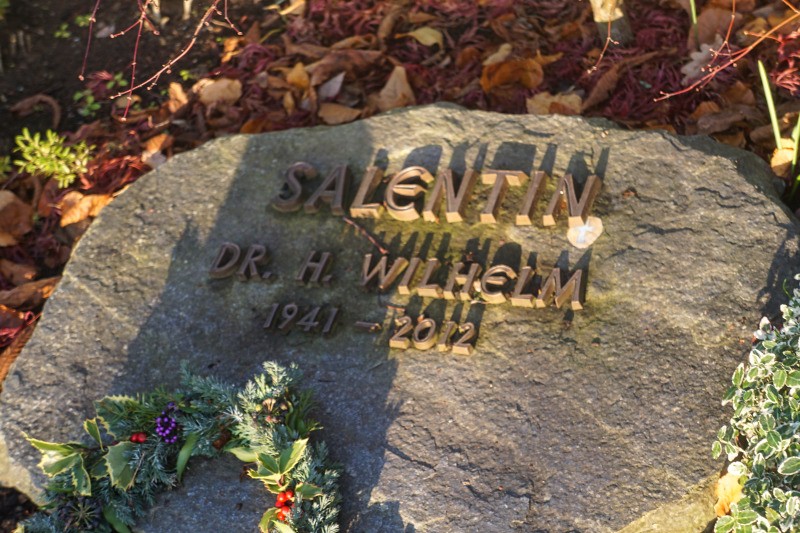 SALENTIN
DR. H. WILHELM
1941 – 2012